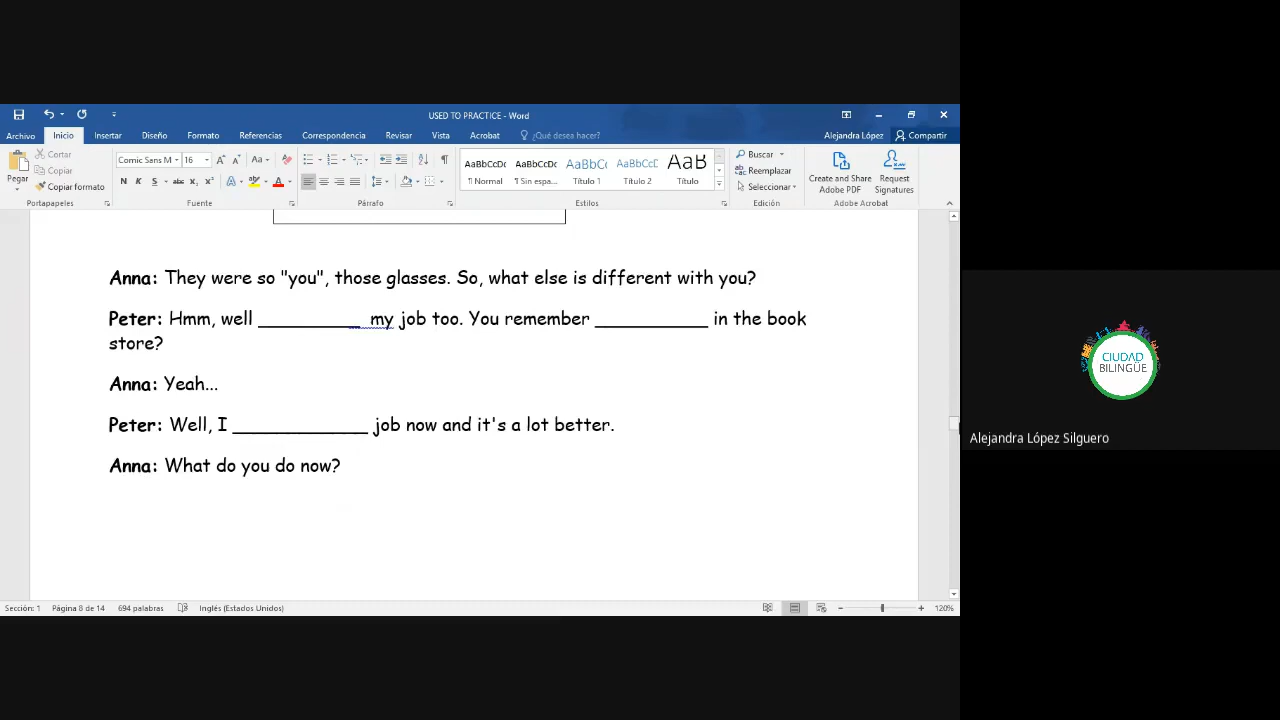 USED TO PRACTICE - Word
Archivo Inicio Insertar Diseño Formato Referencias Correspondencia Revisar Vista Acrobat ¿Qué desea hacer? Alejandra López Compartir
Pegar
Cortar
Copiar
Copiar formato
Portapapeles
Comic Sans M 16
N K S abc x₂ x²
Fuente
Párrafo
AaBbCcDc AaBbCcDc AaBbCc AaBbCcD AaB
¶ Normal ¶ Sin espa... Título 1 Título 2 Título
Estilos
Buscar
Reemplazar
Seleccionar
Edición
Create and Share Adobe PDF
Request Signatures
Adobe Acrobat
Anna: They were so "you", those glasses. So, what else is different with you?
Peter: Hmm, well __________ my job too. You remember ___________ in the book
store?
Anna: Yeah...
Peter: Well, I _____________ job now and it's a lot better.
Anna: What do you do now?
Sección: 1 Página 8 de 14 694 palabras Inglés (Estados Unidos) 120%
CIUDAD
BILINGÜE
Alejandra López Silguero